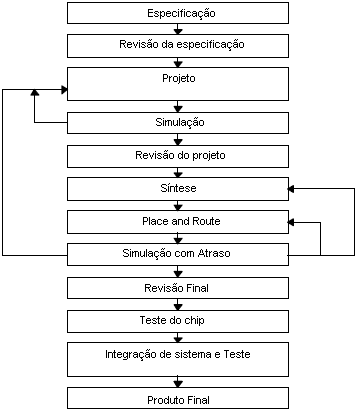 Especificação
Revisão da especificação
Projeto
Simulação
Revisão do projeto
Síntese
Place and Route
Simulação com Atraso
Revisão Final
Teste do chip
Integração de sistema e Teste
Produto Final